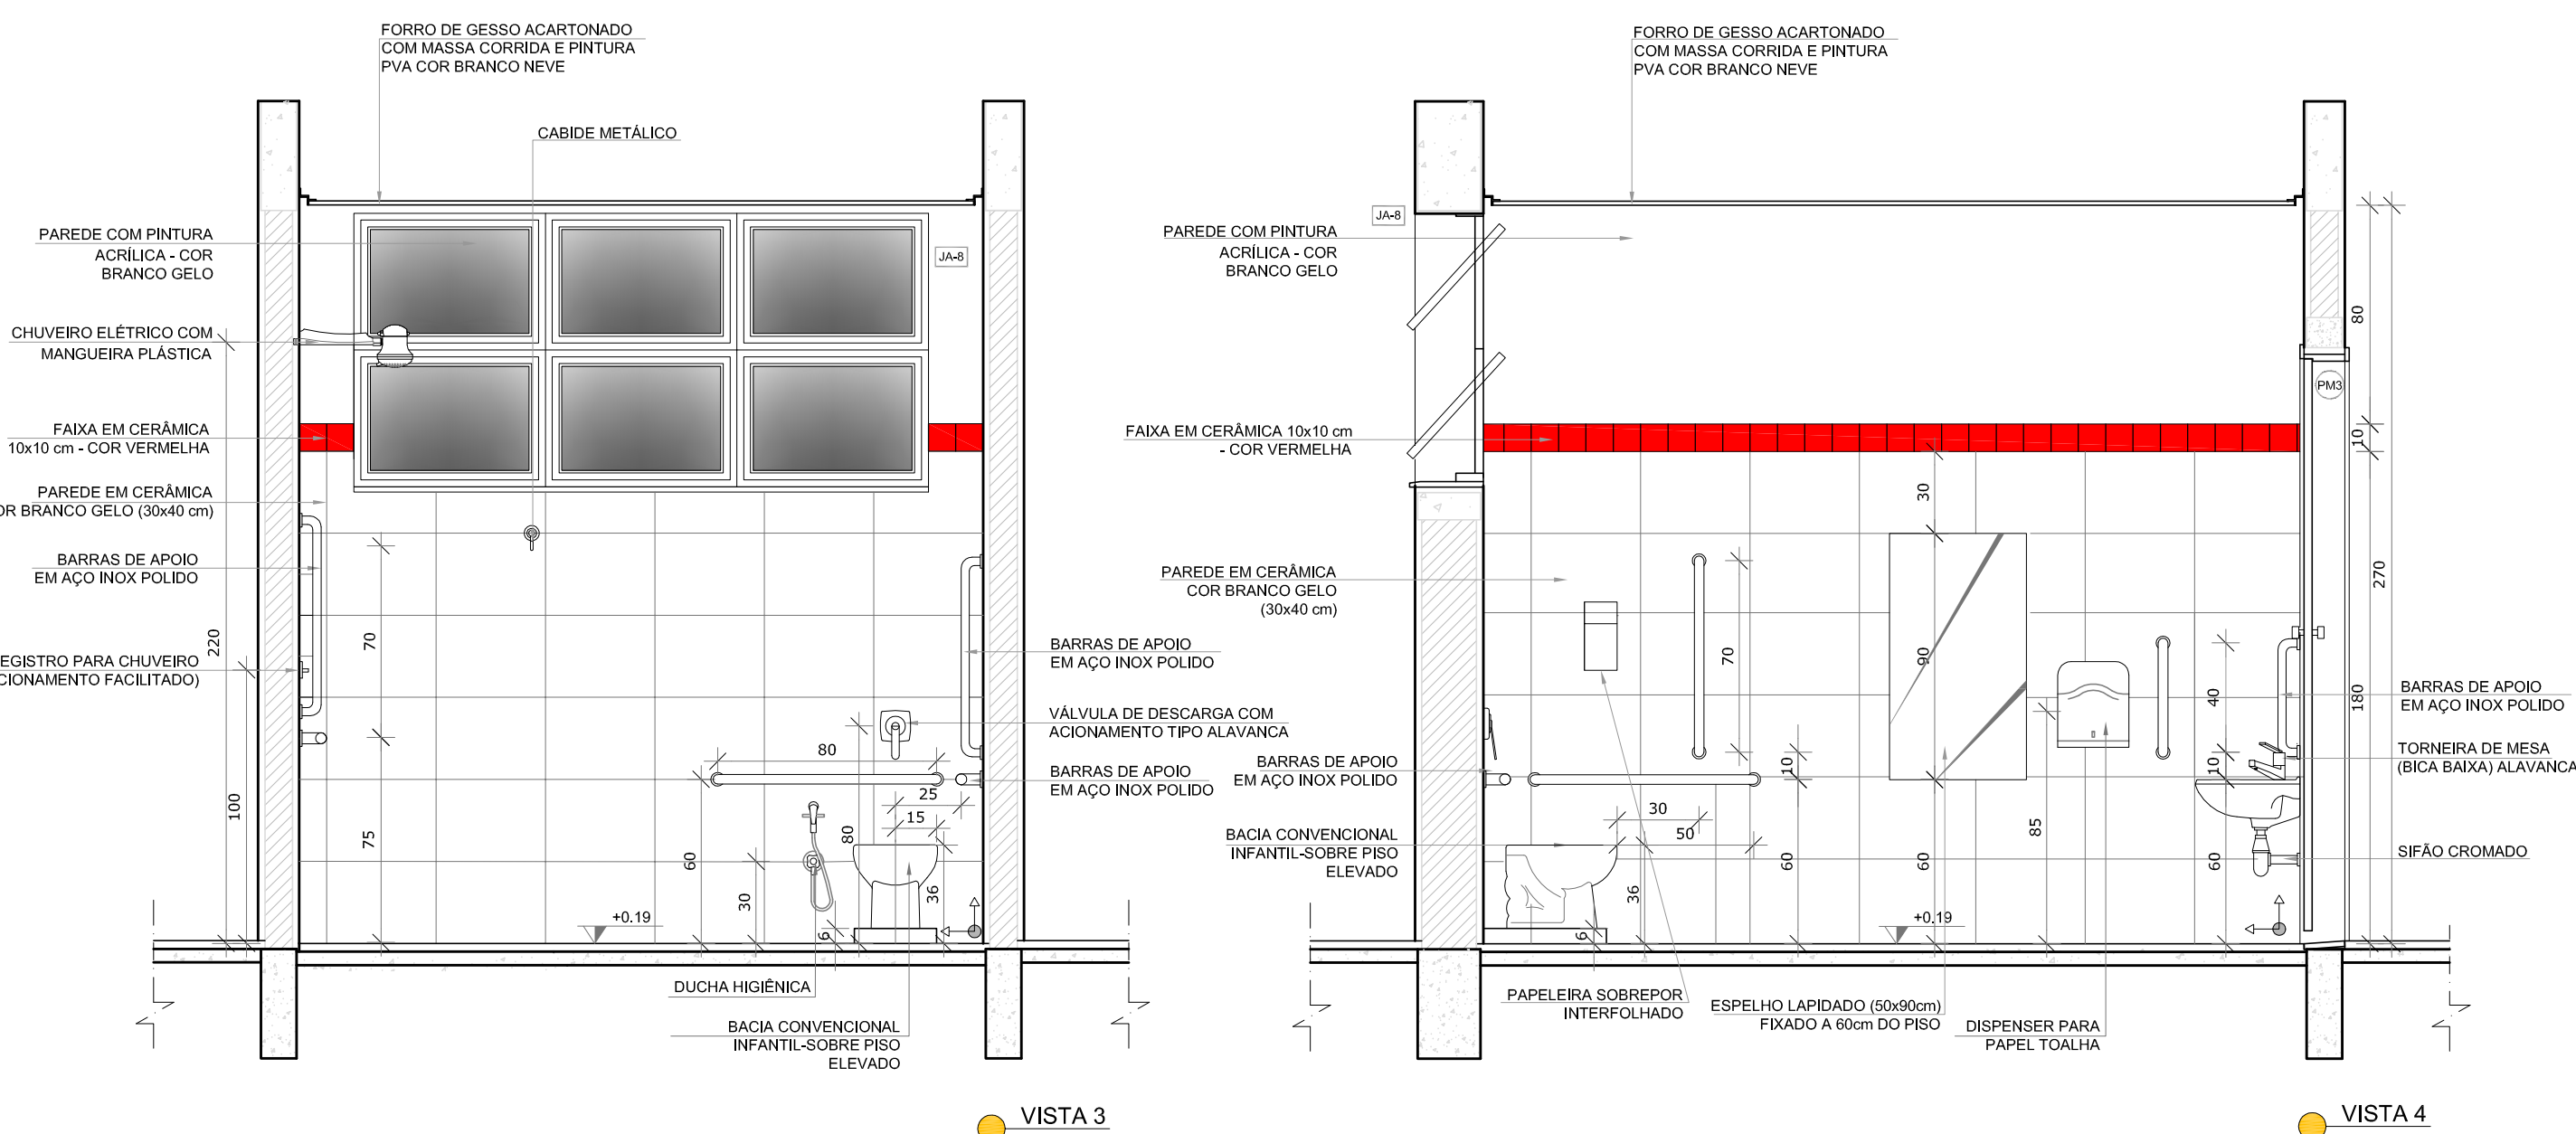 FORRO DE GESSO ACARTONADO
COM MASSA CORRIDA E PINTURA
PVA COR BRANCO NEVE
CABIDE METÁLICO
PAREDE COM PINTURA
ACRÍLICA - COR
BRANCO GELO
JA-8
CHUVEIRO ELÉTRICO COM
MANGUEIRA PLÁSTICA
FAIXA EM CERÂMICA
10x10 cm - COR VERMELHA
PAREDE EM CERÂMICA
OR BRANCO GELO (30x40 cm)
BARRAS DE APOIO
EM AÇO INOX POLIDO
EGISTRO PARA CHUVEIRO
CIONAMENTO FACILITADO)
220
100
70
75
60
30
80
80
25
15
36
6
+0.19
BARRAS DE APOIO
EM AÇO INOX POLIDO
VÁLVULA DE DESCARGA COM
ACIONAMENTO TIPO ALAVANCA
BARRAS DE APOIO
EM AÇO INOX POLIDO
DUCHA HIGIÊNICA
BACIA CONVENCIONAL
INFANTIL-SOBRE PISO
ELEVADO
VISTA 3
FORRO DE GESSO ACARTONADO
COM MASSA CORRIDA E PINTURA
PVA COR BRANCO NEVE
JA-8
PAREDE COM PINTURA
ACRÍLICA - COR
BRANCO GELO
FAIXA EM CERÂMICA 10x10 cm
- COR VERMELHA
PAREDE EM CERÂMICA
COR BRANCO GELO
(30x40 cm)
BARRAS DE APOIO
EM AÇO INOX POLIDO
BACIA CONVENCIONAL
INFANTIL-SOBRE PISO
ELEVADO
PM3
80
10
270
180
30
90
60
70
10
60
30
50
36
6
85
40
10
60
+0.19
BARRAS DE APOIO
EM AÇO INOX POLIDO
TORNEIRA DE MESA
(BICA BAIXA) ALAVANCA
SIFÃO CROMADO
PAPELEIRA SOBREPOR
INTERFOLHADO
ESPELHO LAPIDADO (50x90cm)
FIXADO A 60cm DO PISO
DISPENSER PARA
PAPEL TOALHA
VISTA 4